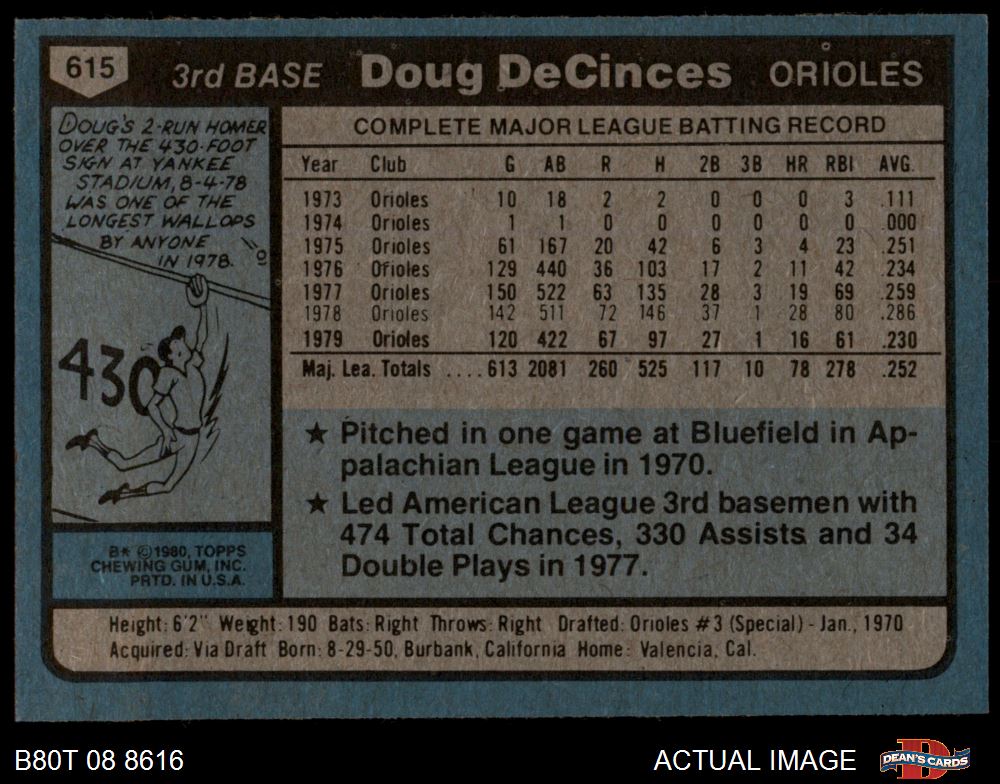 615 3rd BASE Doug DeCinces ORIOLES
DOUG'S 2-RUN HOMER
OVER THE 430-FOOT
SIGN AT YANKEE
STADIUM, 8-4-78
WAS ONE OF THE
LONGEST WALLOPS
BY ANYONE
IN 1978.
430
B* ©1980, TOPPS
CHEWING GUM, INC.
PRTD. IN U.S.A.
COMPLETE MAJOR LEAGUE BATTING RECORD
Year Club G AB R H 2B 3B HR RBI AVG.
1973 Orioles 10 18 2 2 0 0 0 3 .111
1974 Orioles 1 1 0 0 0 0 0 0 .000
1975 Orioles 61 167 20 42 6 3 4 23 .251
1976 Orioles 129 440 36 103 17 2 11 42 .234
1977 Orioles 150 522 63 135 28 3 19 69 .259
1978 Orioles 142 511 72 146 37 1 28 80 .286
1979 Orioles 120 422 67 97 27 1 16 61 .230
Maj. Lea. Totals ....613 2081 260 525 117 10 78 278 .252
★ Pitched in one game at Bluefield in Ap-
palachian League in 1970.
★ Led American League 3rd basemen with
474 Total Chances, 330 Assists and 34
Double Plays in 1977.
Height: 6'2" Weight: 190 Bats: Right Throws: Right Drafted: Orioles #3 (Special) - Jan., 1970
Acquired: Via Draft Born: 8-29-50, Burbank, California Home: Valencia, Cal.
B80T 08 8616 ACTUAL IMAGE D DEAN'S CARDS